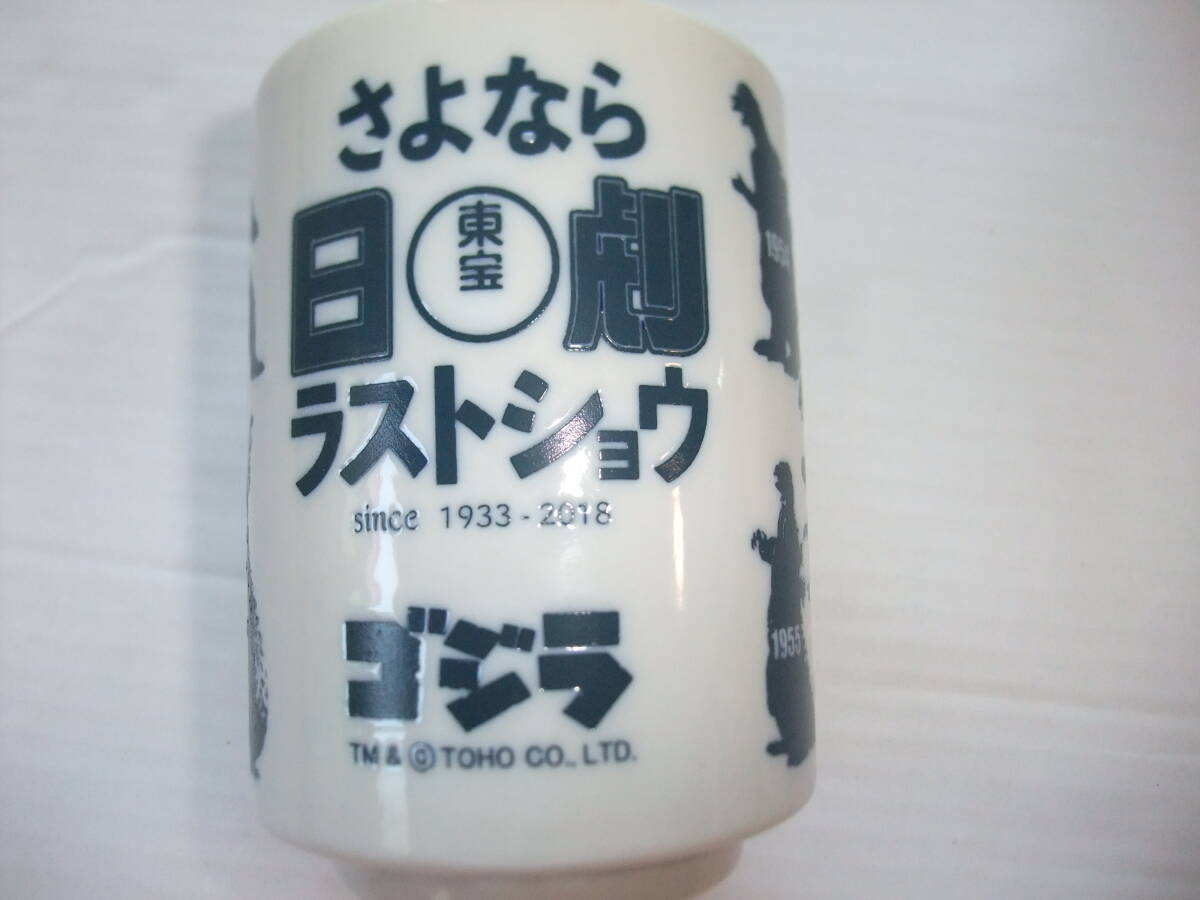 さよなら
日東宝劇
ラストショウ
since 1933 - 2018
ゴジラ
TM & © TOHO CO., LTD.
1954
1955